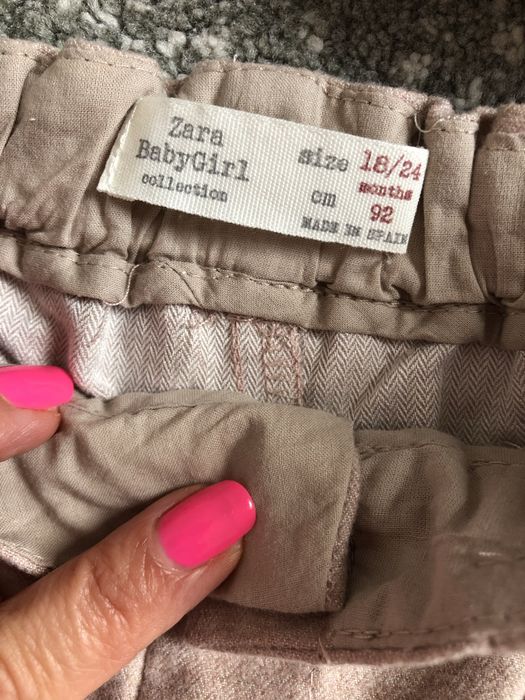 Zara
BabyGirl
collection
size 18/24
months
cm 92
MADE IN SPAIN